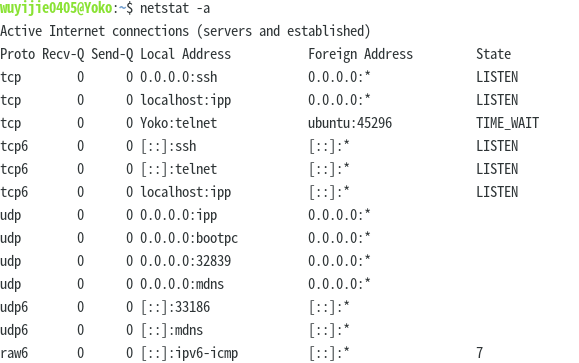 wuyijie0405@Yoko:~$ netstat -a
Active Internet connections (servers and established)
Proto Recv-Q Send-Q Local Address           Foreign Address         State
tcp        0      0 0.0.0.0:ssh             0.0.0.0:*               LISTEN
tcp        0      0 localhost:ipp           0.0.0.0:*               LISTEN
tcp        0      0 Yoko:telnet             ubuntu:45296            TIME_WAIT
tcp6       0      0 [::]:ssh                [::]:*                  LISTEN
tcp6       0      0 [::]:telnet             [::]:*                  LISTEN
tcp6       0      0 localhost:ipp           [::]:*                  LISTEN
udp        0      0 0.0.0.0:ipp             0.0.0.0:*
udp        0      0 0.0.0.0:bootpc          0.0.0.0:*
udp        0      0 0.0.0.0:32839           0.0.0.0:*
udp        0      0 0.0.0.0:mdns            0.0.0.0:*
udp6       0      0 [::]:33186              [::]:*
udp6       0      0 [::]:mdns               [::]:*
raw6       0      0 [::]:ipv6-icmp          [::]:*                  7